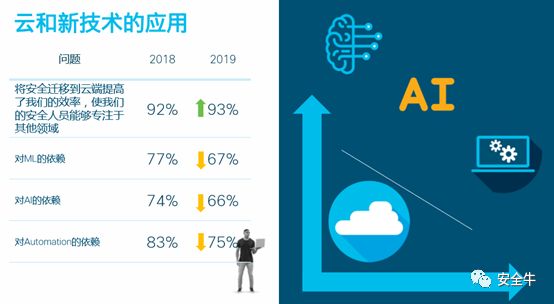 云和新技术的应用
问题 2018 2019
将安全迁移到云端提高
了我们的效率，使我们
的安全人员能够专注于
其他领域
92% 93%
对ML的依赖 77% 67%
对AI的依赖 74% 66%
对Automation的依赖 83% 75%
AI
安全牛